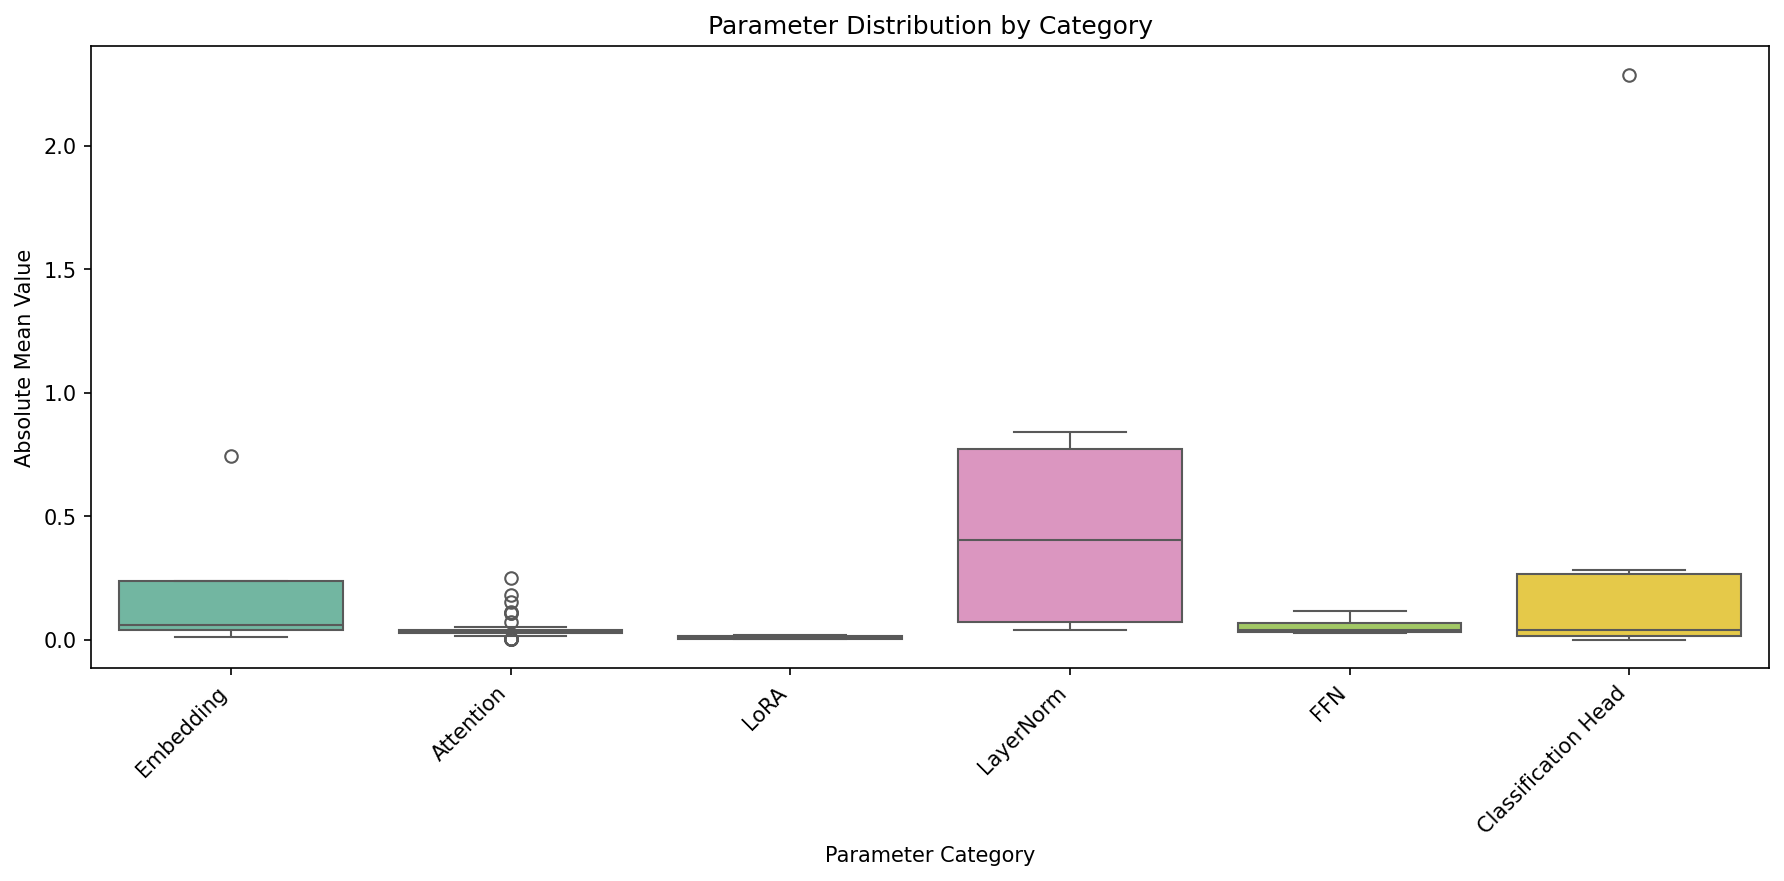 Parameter Distribution by Category
Absolute Mean Value
2.0
1.5
1.0
0.5
0.0
Embedding
Attention
LoRA
LayerNorm
FFN
Classification Head
Parameter Category